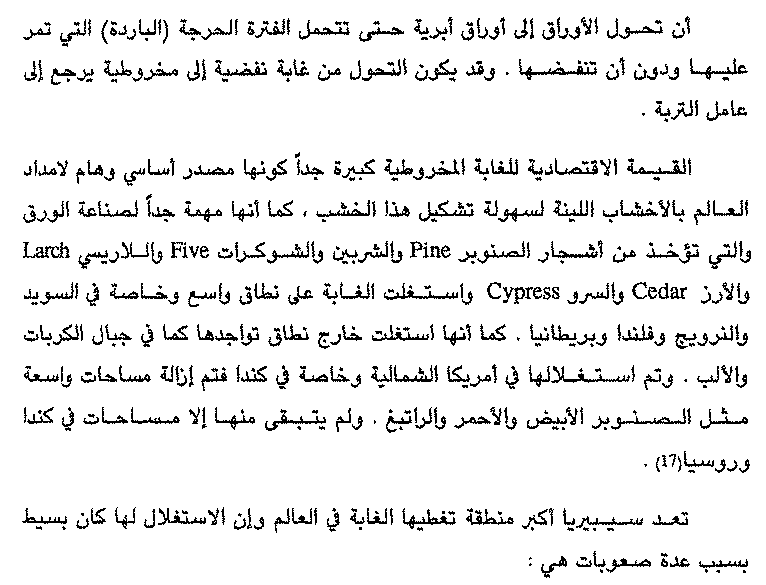 أن تحول الأوراق إلى أوراق أبرية حتى تتحمل الفترة الحرجة (الباردة) التي تمر
عليها ودون أن تنفضها . وقد يكون التحول من غابة نفضية إلى مخروطية يرجع إلى
عامل التربة .
القيمة الاقتصادية للغابة المخروطية كبيرة جداً كونها مصدر أساسي وهام لامداد
العالم بالأخشاب اللينة لسهولة تشكيل هذا الخشب ، كما أنها مهمة جداً لصناعة الورق
والتي تؤخذ من أشجار الصنوبر Pine والشربين والشوكرات Five واللاريسي Larch
والأرز Cedar والسرو Cypress واستغلت الغابة على نطاق واسع وخاصة في السويد
والنرويج وفلندا وبريطانيا . كما أنها استغلت خارج نطاق تواجدها كما في جبال الكربات
والألب . وتم استغلالها في أمريكا الشمالية وخاصة في كندا فتم إزالة مساحات واسعة
مثل الصنوبر الأبيض والأحمر والراتبغ . ولم يتبقى منها إلا مساحات في كندا
وروسيا(17) .
تعد سيبيريا أكبر منطقة تغطيها الغابة في العالم وإن الاستغلال لها كان بسيط
بسبب عدة صعوبات هي :